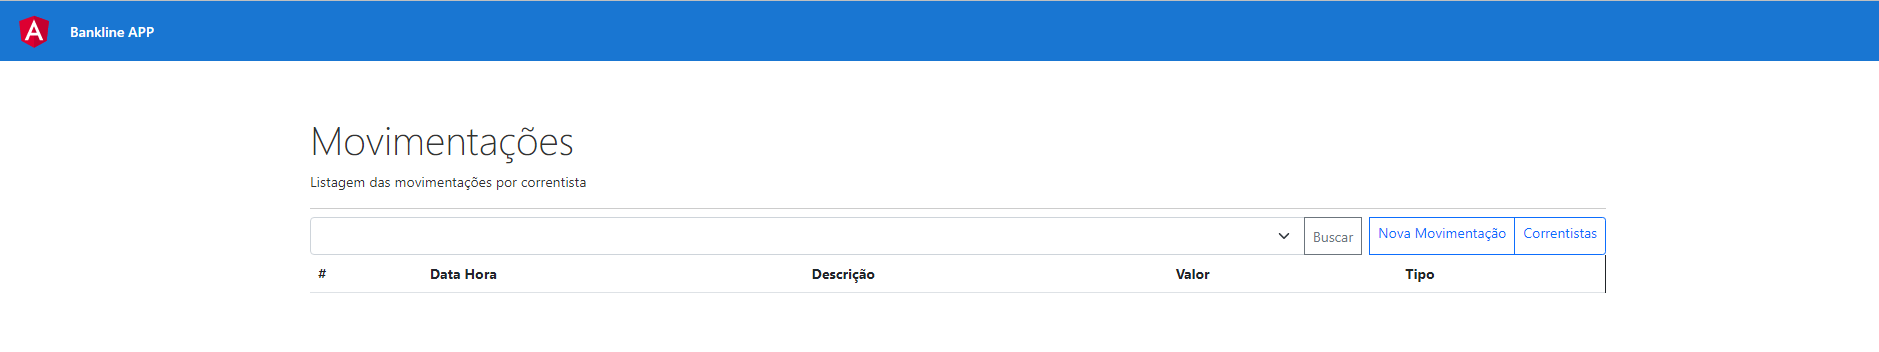 A
Bankline APP
Movimentações
Listagem das movimentações por correntista
Buscar Nova Movimentação Correntistas
# Data Hora Descrição Valor Tipo